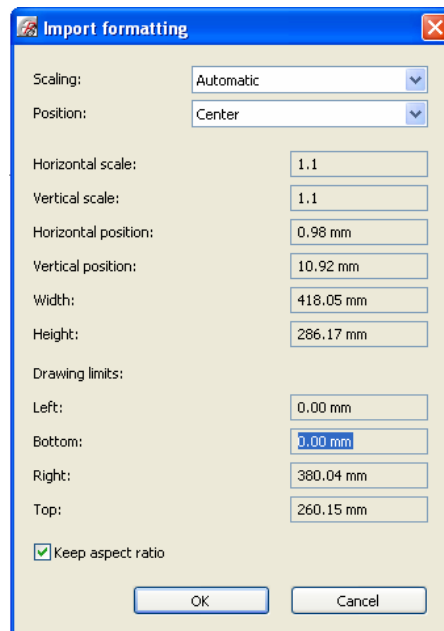 Import formatting
Scaling: Automatic
Position: Center
Horizontal scale: 1.1
Vertical scale: 1.1
Horizontal position: 0.98 mm
Vertical position: 10.92 mm
Width: 418.05 mm
Height: 286.17 mm
Drawing limits:
Left: 0.00 mm
Bottom: 0.00 mm
Right: 380.04 mm
Top: 260.15 mm
Keep aspect ratio
OK Cancel